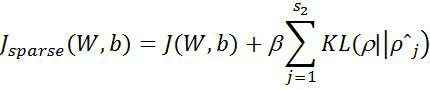 J_sparse(W, b) = J(W, b) + β ∑_{j=1}^{s_2} KL(ρ||ρ^_j)